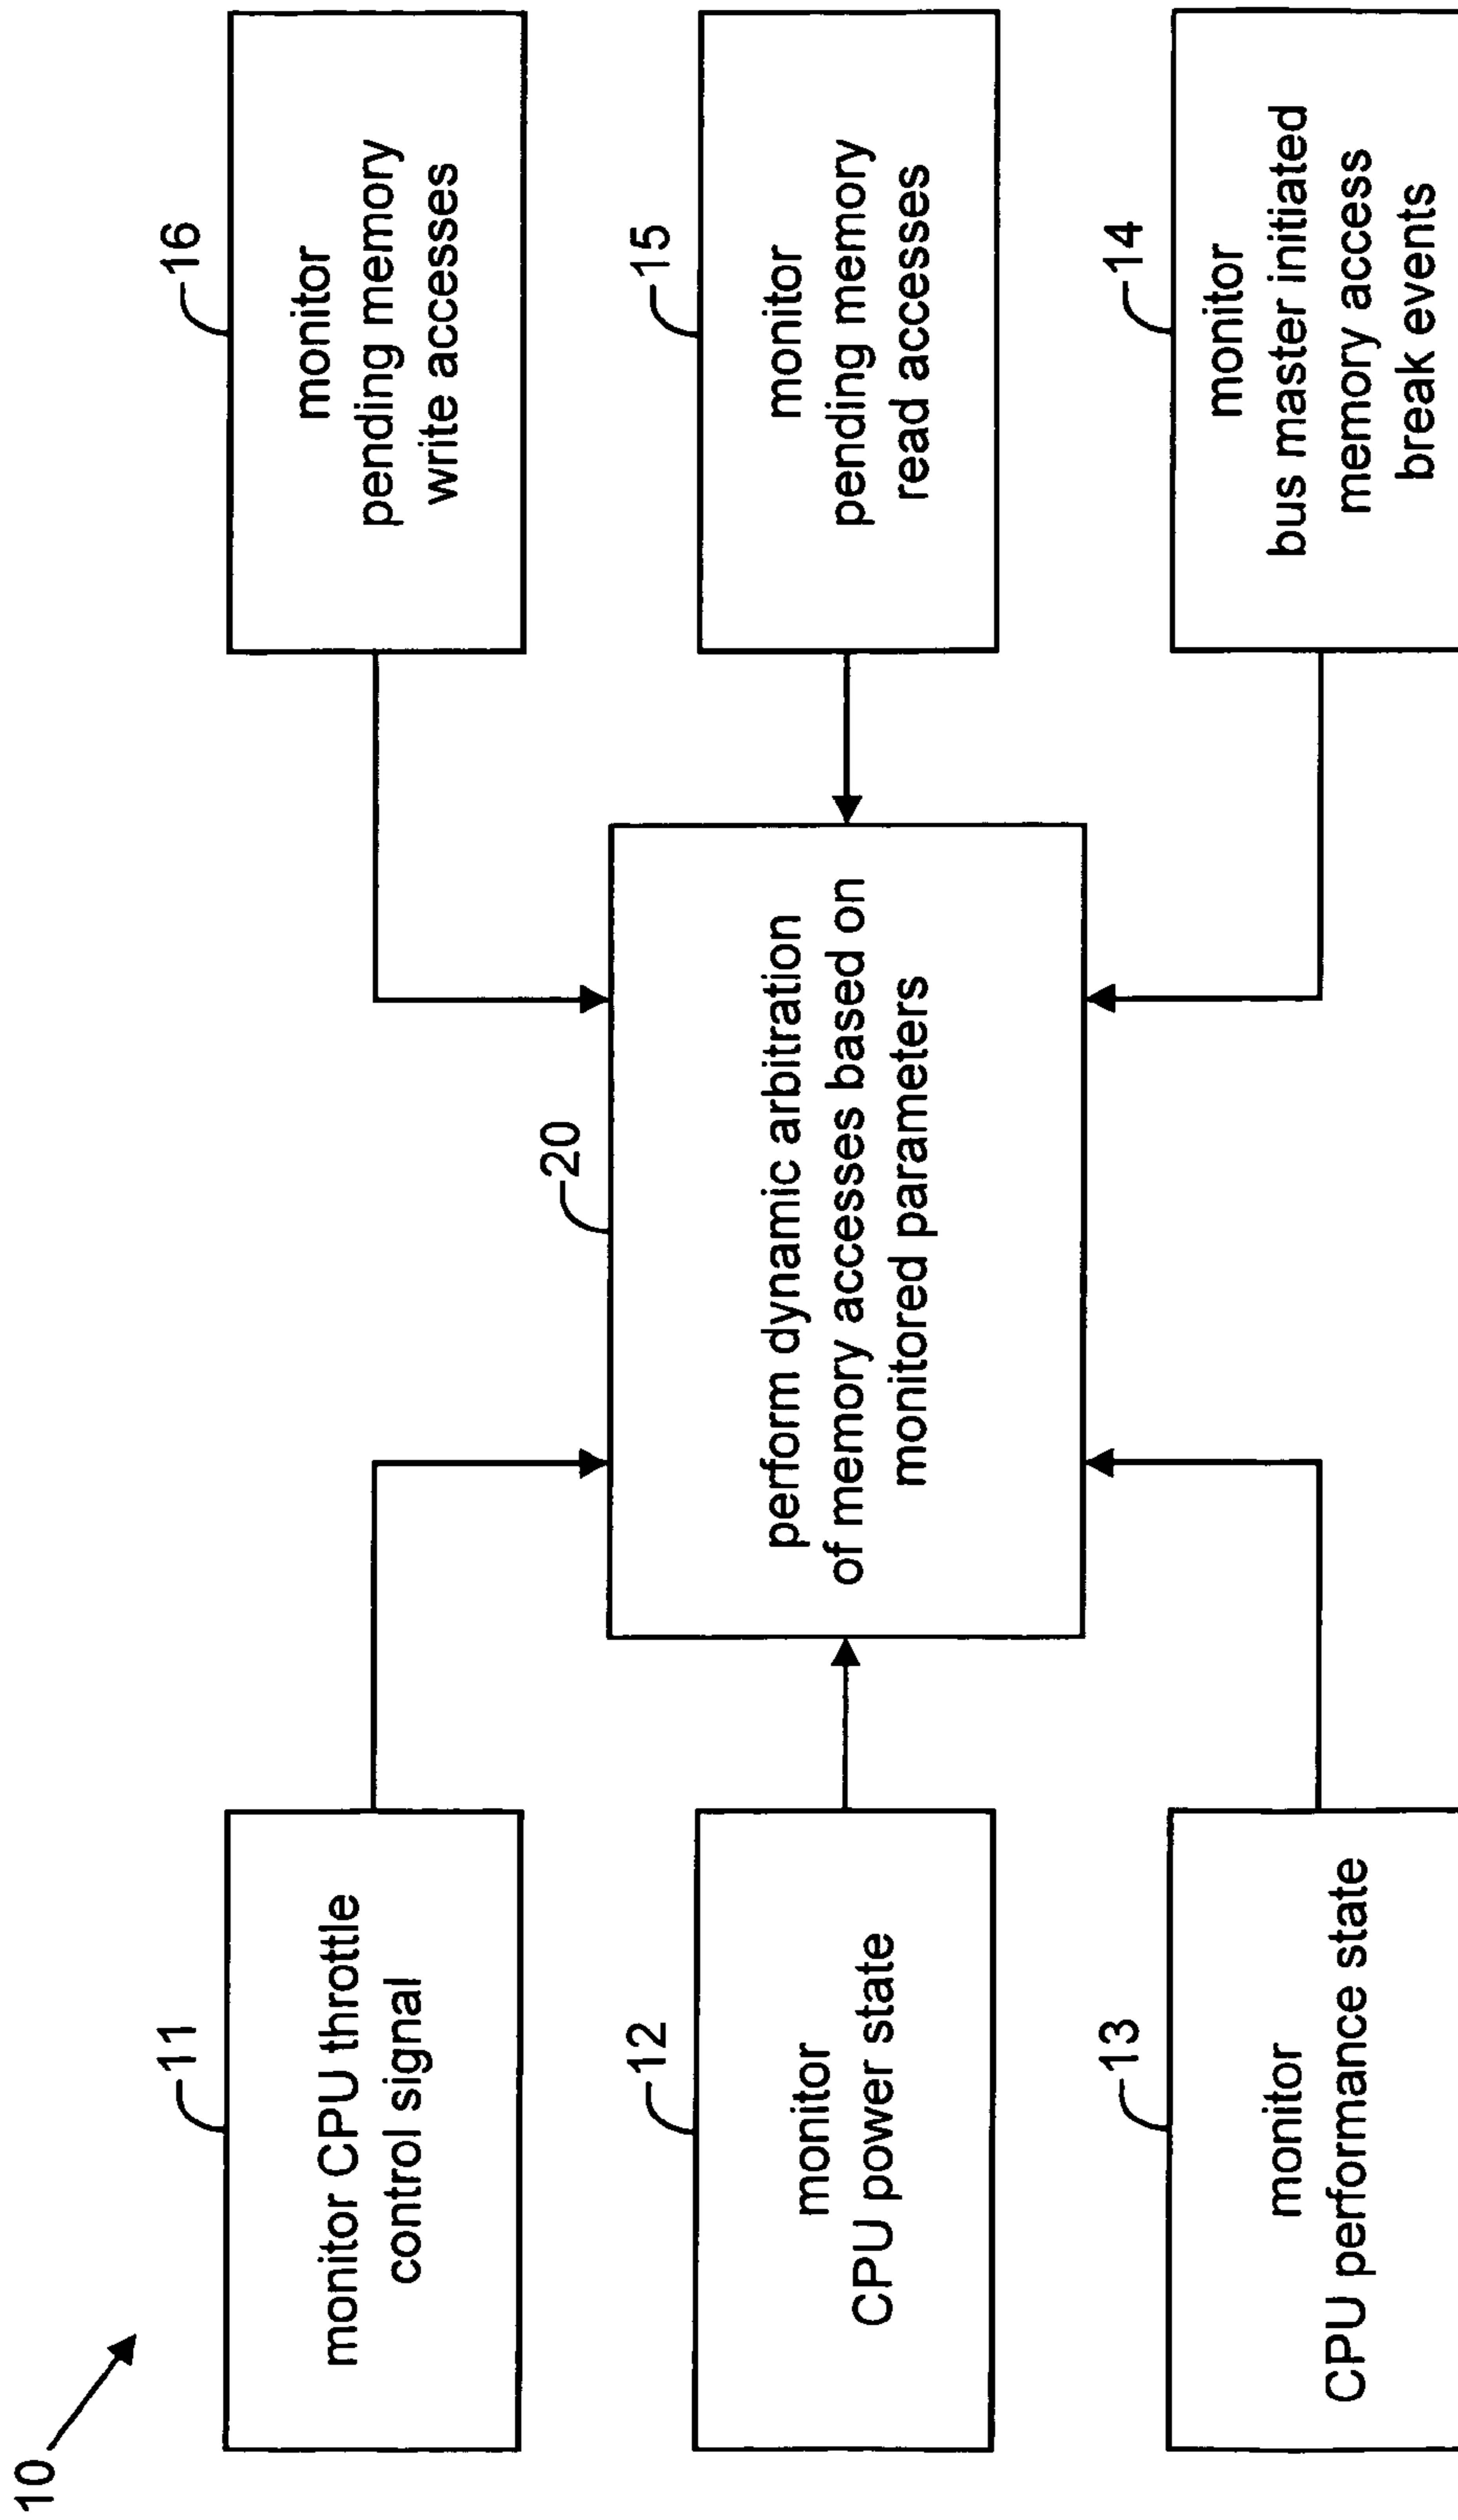 10
11
monitor CPU throttle
control signal
12
monitor
CPU power state
13
monitor
CPU performance state
20
perform dynamic arbitration
of memory accesses based on
monitored parameters
16
monitor
pending memory
write accesses
15
monitor
pending memory
read accesses
14
monitor
bus master initiated
memory access
break events